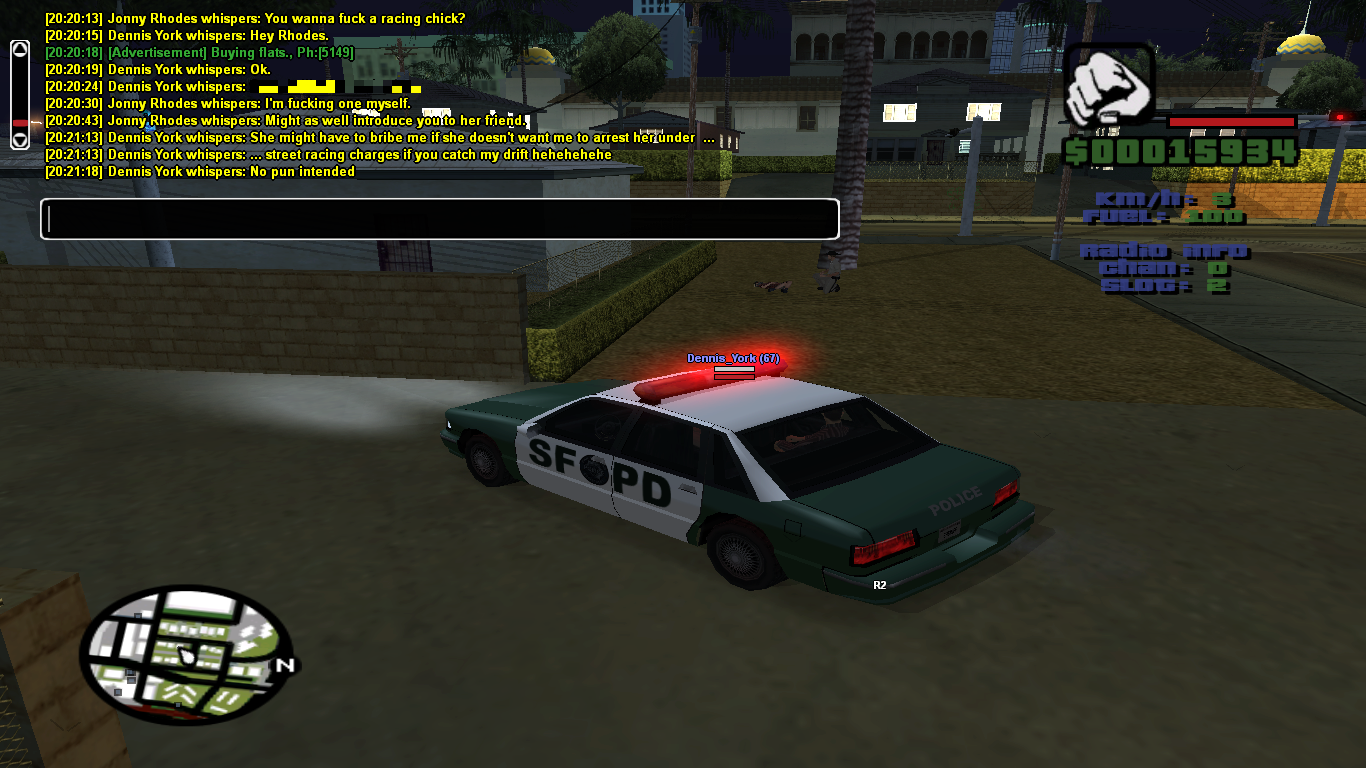 [20:20:13] Jonny Rhodes whispers: You wanna fuck a racing chick?
[20:20:15] Dennis York whispers: Hey Rhodes.
[20:20:18] [Advertisement] Buying flats., Ph:[5149]
[20:20:19] Dennis York whispers: Ok.
[20:20:24] Dennis York whispers:
[20:20:30] Jonny Rhodes whispers: I'm fucking one myself.
[20:20:43] Jonny Rhodes whispers: Might as well introduce you to her friend.
[20:21:13] Dennis York whispers: She might have to bribe me if she doesn't want me to arrest her under ...
[20:21:13] Dennis York whispers: ... street racing charges if you catch my drift hehehehehe
[20:21:18] Dennis York whispers: No pun intended
$00015934
Km/h: 3
Fuel: 100
Radio Info
Chan: 0
Slot: 2
Dennis_York (67)
SF PD
POLICE
R2
N